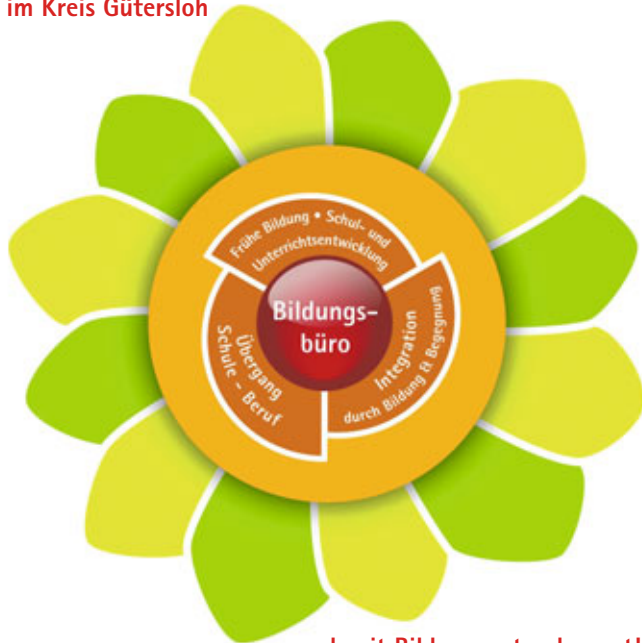 im Kreis Gütersloh
Frühe Bildung • Schul- und
Unterrichtsentwicklung
Bildungs-
büro
Integration
durch Bildung & Begegnung
Übergang
Schule – Beruf